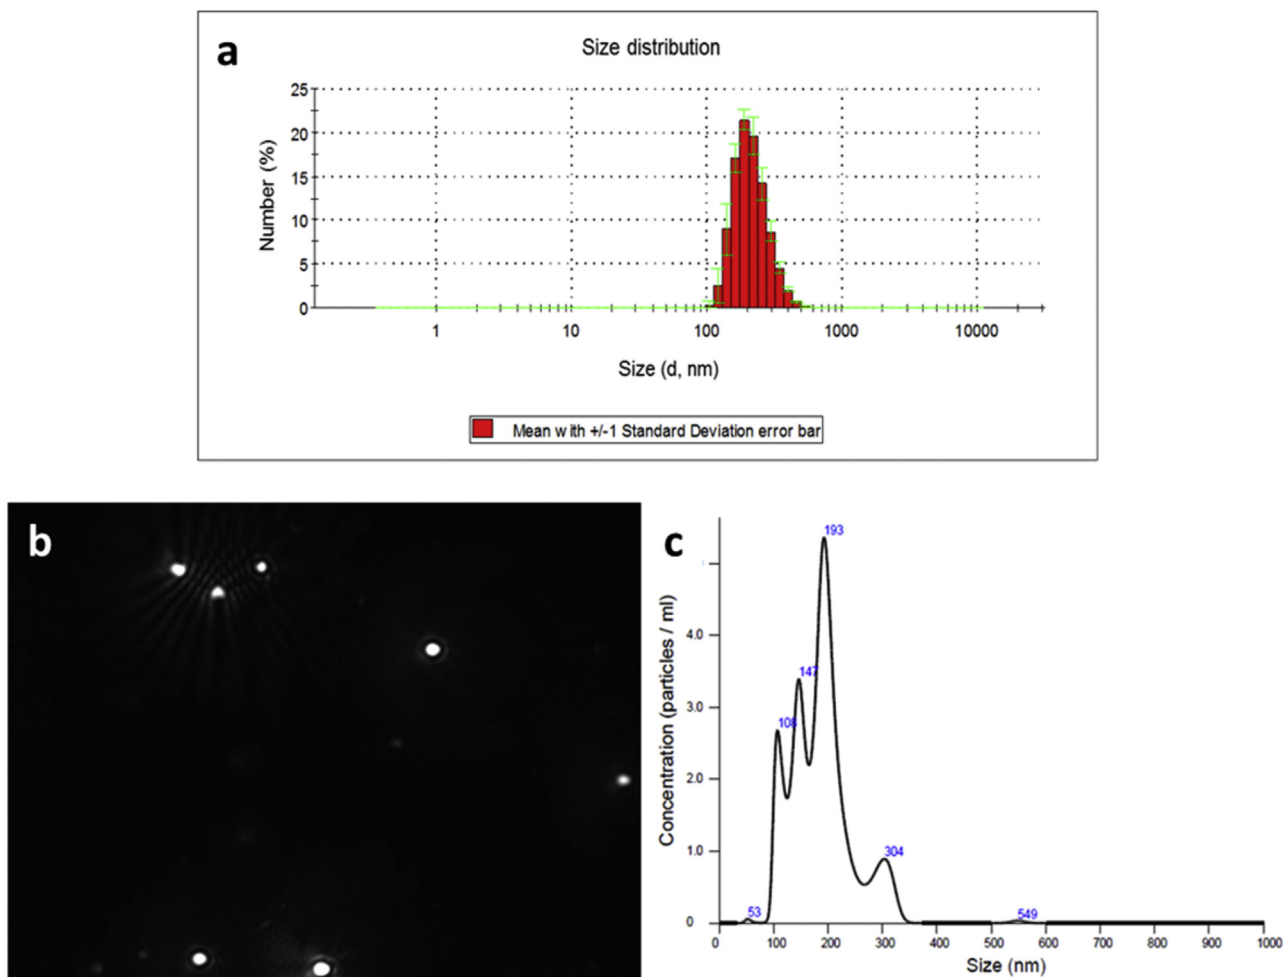 a
Size distribution
Number (%)
25
20
15
10
5
0
1 10 100 1000 10000
Size (d, nm)
Mean with +/-1 Standard Deviation error bar
b
c
Concentration (particles / ml)
4.0
3.0
2.0
1.0
0
53
108
147
193
304
549
0 100 200 300 400 500 600 700 800 900 1000
Size (nm)